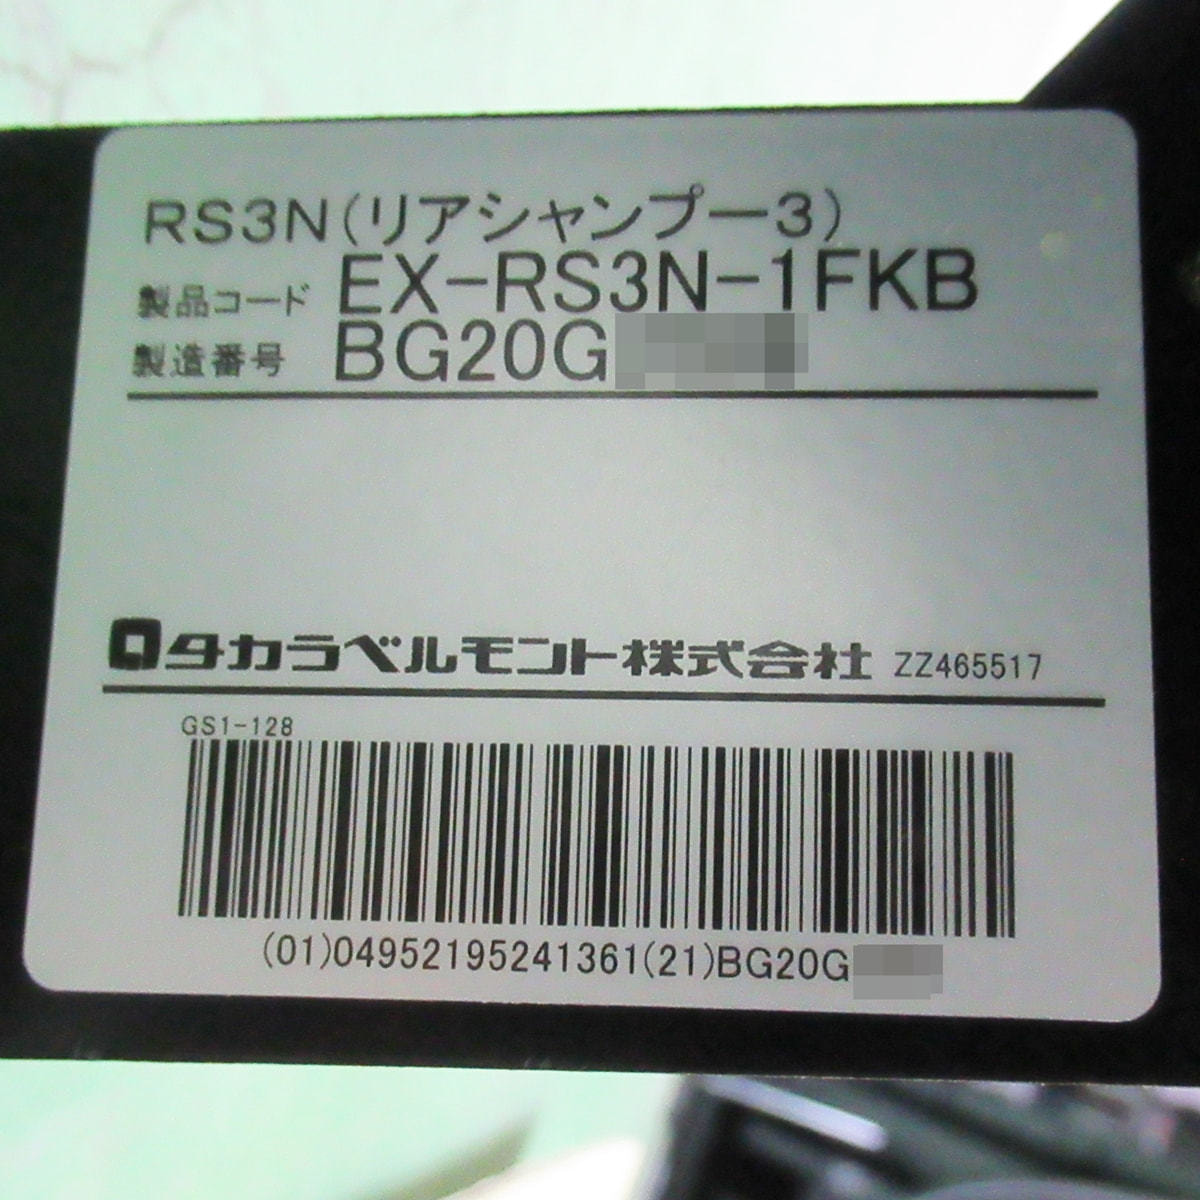 RS3N(リアシャンプー3)
製品コード EX-RS3N-1FKB
製造番号 BG20G
タカラベルモント株式会社 ZZ465517
GS1-128
(01)04952195241361(21)BG20G